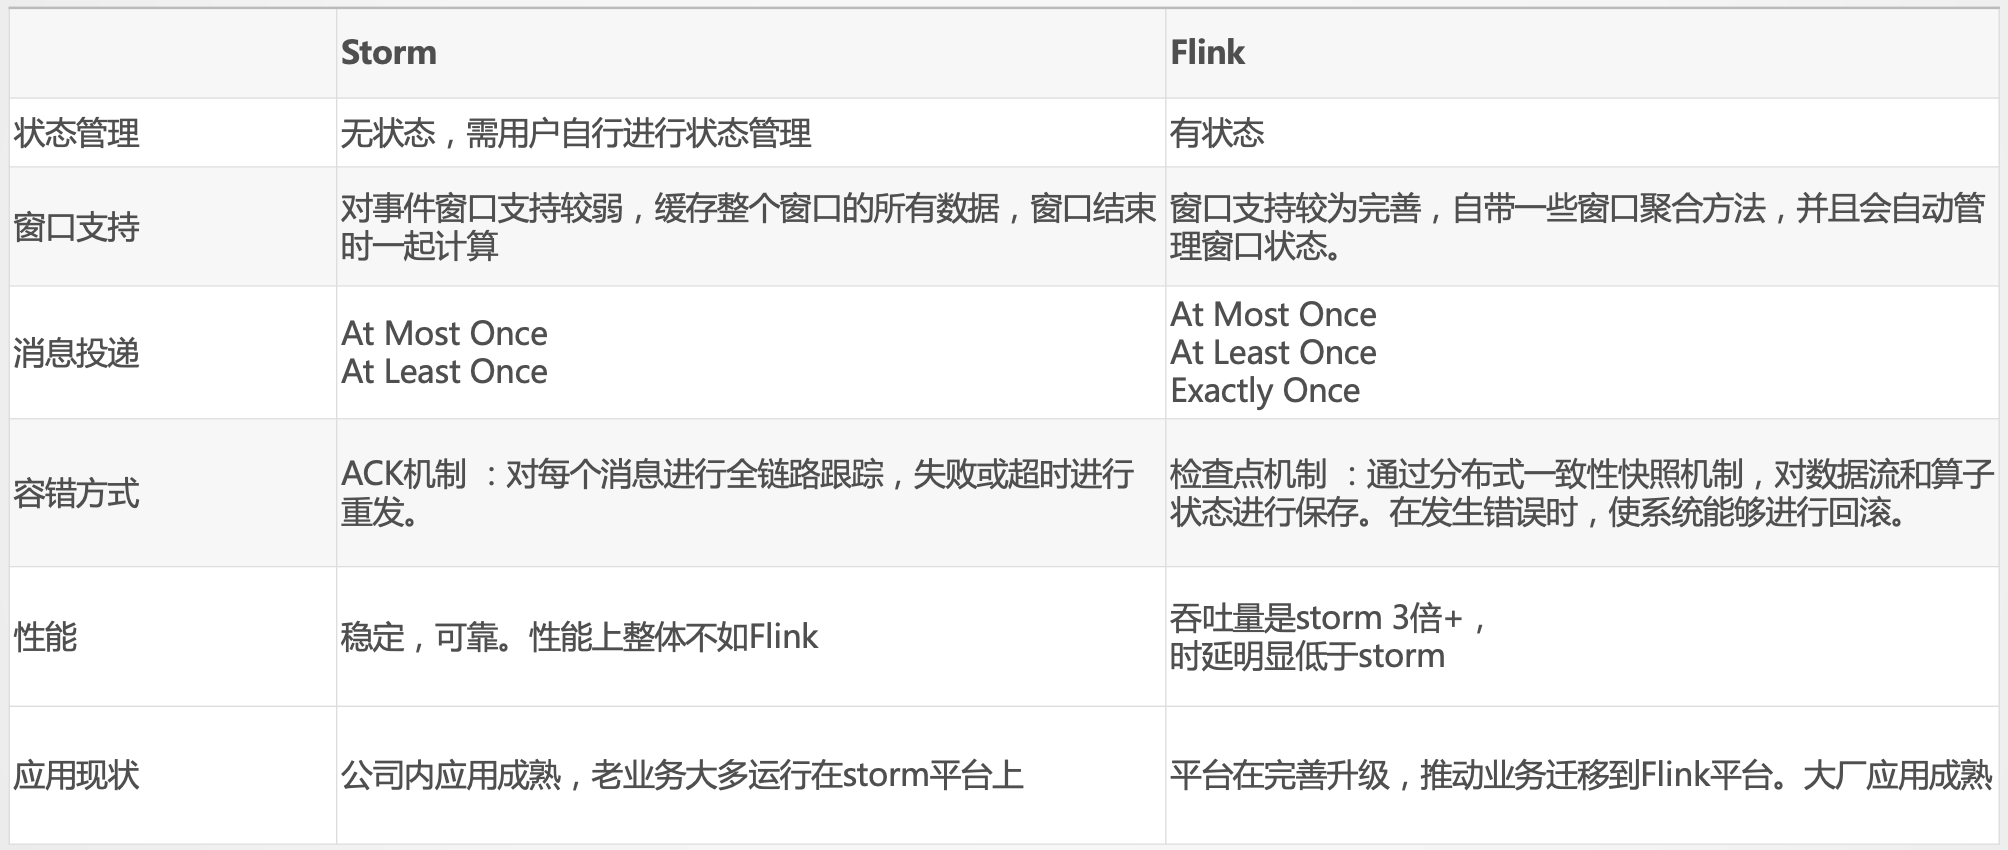 Storm
Flink
状态管理
无状态，需用户自行进行状态管理
有状态
窗口支持
对事件窗口支持较弱，缓存整个窗口的所有数据，窗口结束
时一起计算
窗口支持较为完善，自带一些窗口聚合方法，并且会自动管
理窗口状态。
消息投递
At Most Once
At Least Once
At Most Once
At Least Once
Exactly Once
容错方式
ACK机制 ：对每个消息进行全链路跟踪，失败或超时进行
重发。
检查点机制 ：通过分布式一致性快照机制，对数据流和算子
状态进行保存。在发生错误时，使系统能够进行回滚。
性能
稳定，可靠。性能上整体不如Flink
吞吐量是storm 3倍+，
时延明显低于storm
应用现状
公司内应用成熟，老业务大多运行在storm平台上
平台在完善升级，推动业务迁移到Flink平台。大厂应用成熟